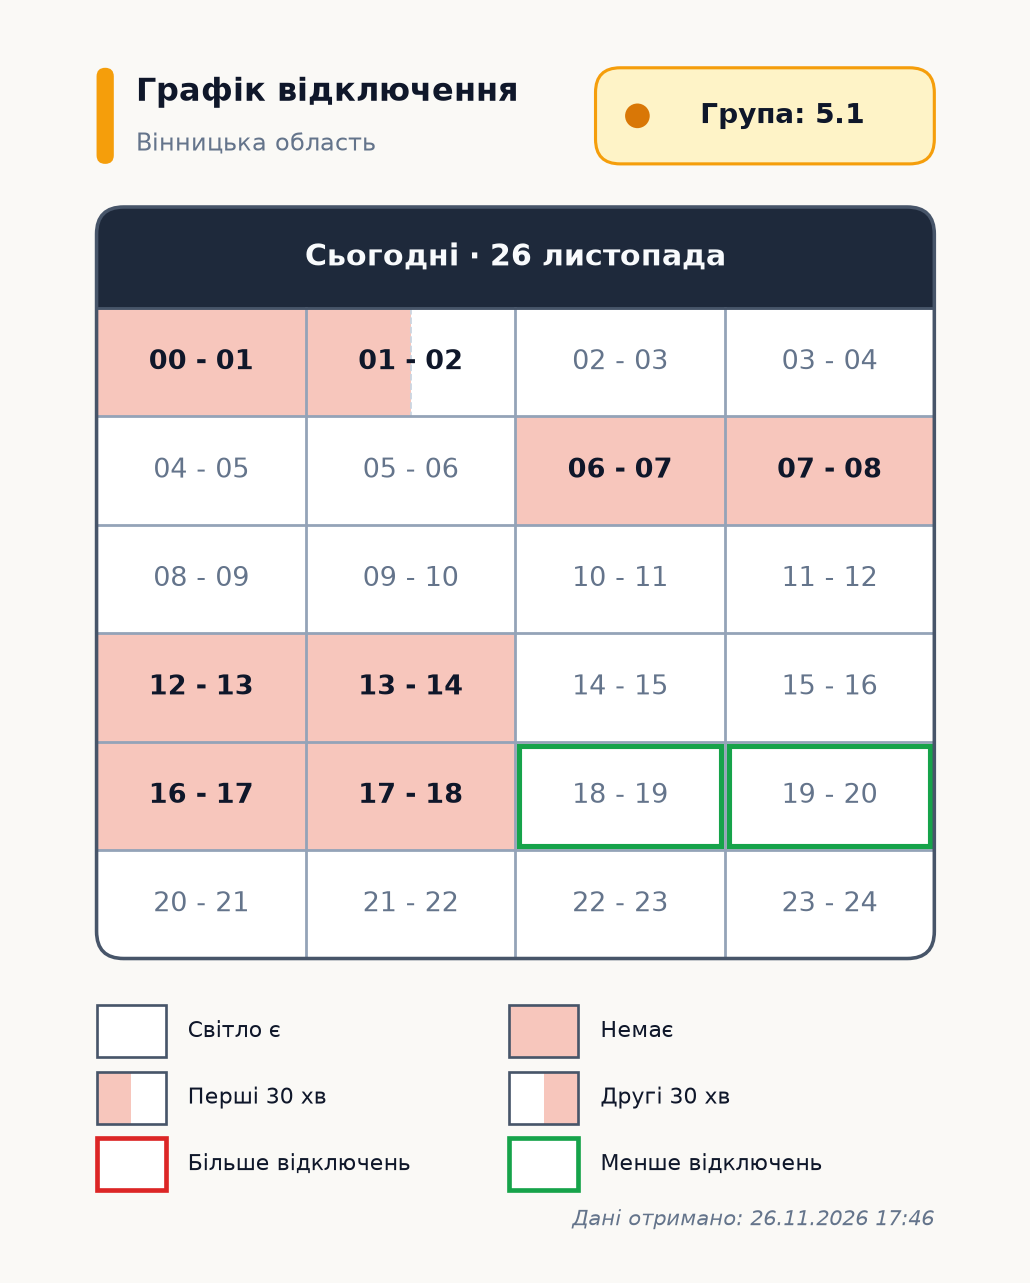 Графік відключення
Вінницька область
Група: 5.1
Сьогодні · 26 листопада
00 - 01 01 - 02 02 - 03 03 - 04
04 - 05 05 - 06 06 - 07 07 - 08
08 - 09 09 - 10 10 - 11 11 - 12
12 - 13 13 - 14 14 - 15 15 - 16
16 - 17 17 - 18 18 - 19 19 - 20
20 - 21 21 - 22 22 - 23 23 - 24
Світло є Немає
Перші 30 хв Другі 30 хв
Більше відключень Менше відключень
Дані отримано: 26.11.2026 17:46